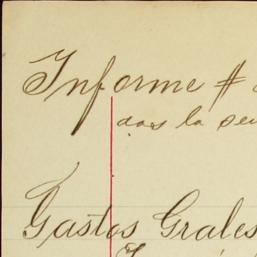 Informe #
dos la
Gastos Grales